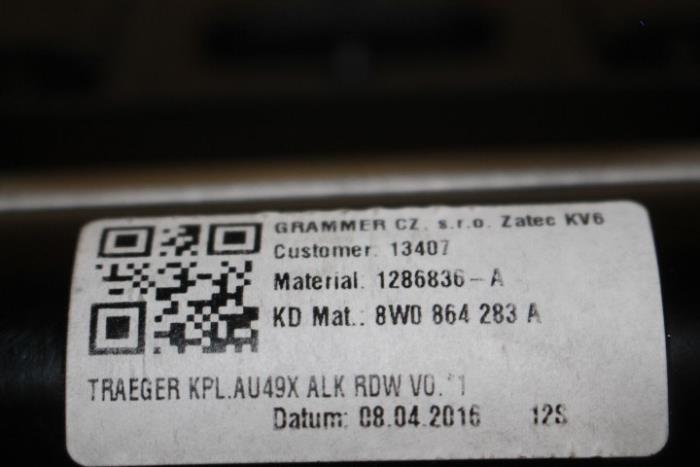 GRAMMER CZ, s.r.o. Zatec KV6
Customer: 13407
Material: 1286836-A
KD Mat.: 8W0 864 283 A
TRAEGER KPL.AU49X ALK RDW
Datum: 08.04.2016 12S